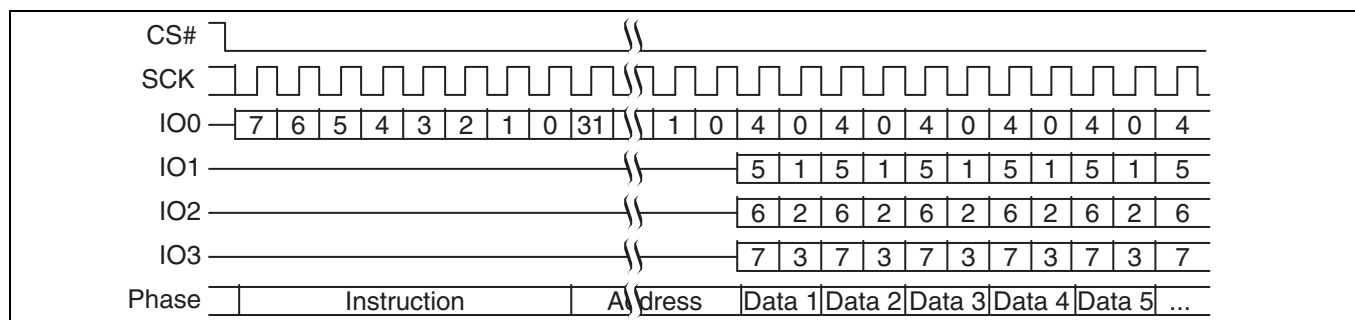 CS#
SCK
IO0 7 6 5 4 3 2 1 0 31 1 0 4 0 4 0 4 0 4 0 4 0 4
IO1 5 1 5 1 5 1 5 1 5 1 5
IO2 6 2 6 2 6 2 6 2 6 2 6
IO3 7 3 7 3 7 3 7 3 7 3 7
Phase Instruction Address Data 1 Data 2 Data 3 Data 4 Data 5 ...